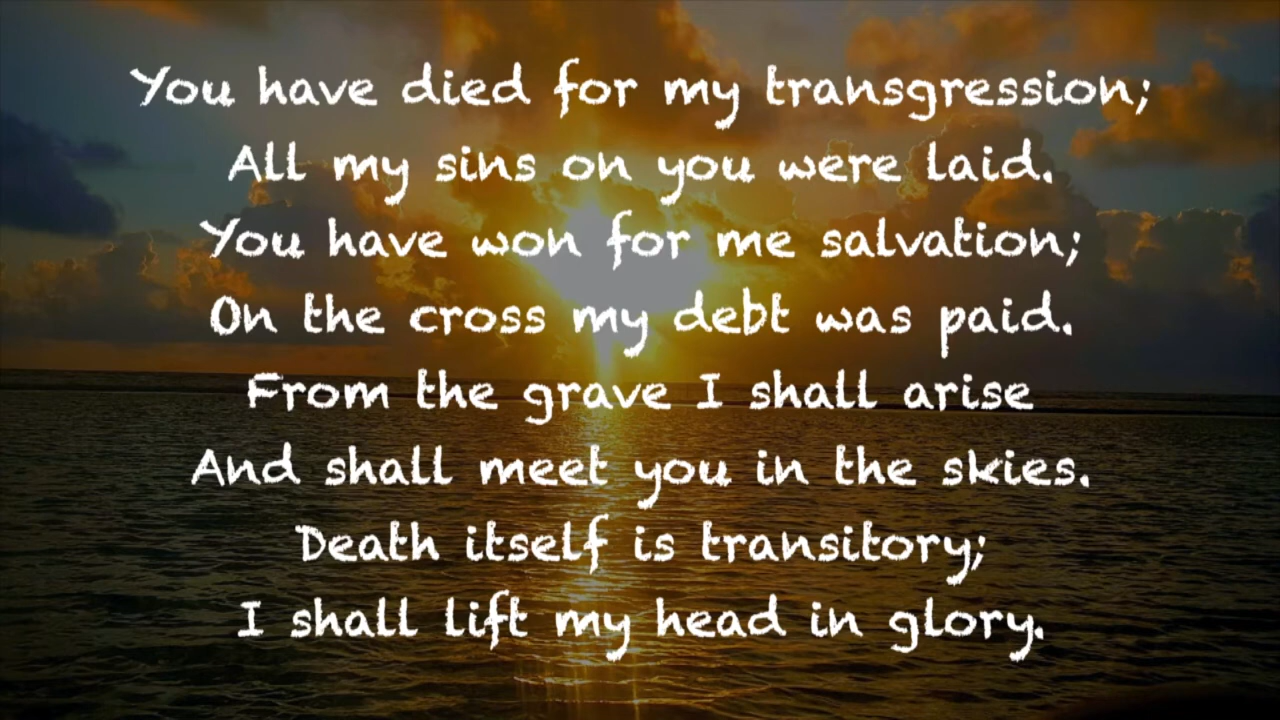 You have died for my transgression;
All my sins on you were laid.
You have won for me salvation;
On the cross my debt was paid.
From the grave I shall arise
And shall meet you in the skies.
Death itself is transitory;
I shall lift my head in glory.